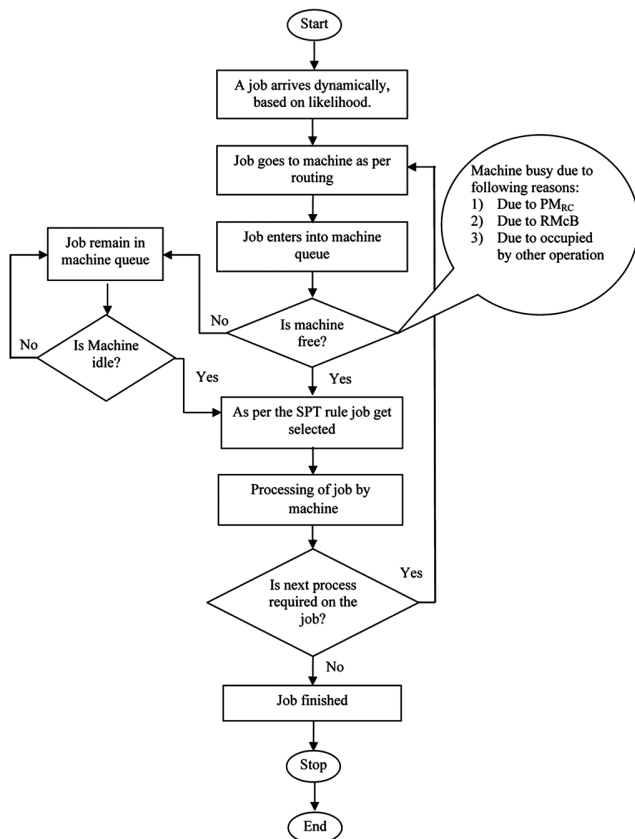 Start
A job arrives dynamically,
based on likelihood.
Job goes to machine as per
routing
Machine busy due to
following reasons:
1) Due to PMRC
2) Due to RMcB
3) Due to occupied
by other operation
Job enters into machine
queue
Job remain in
machine queue
Is machine
free?
No
Is Machine
idle?
No
Yes
Yes
As per the SPT rule job get
selected
Processing of job by
machine
Is next process
required on the
job?
Yes
No
Job finished
Stop
End